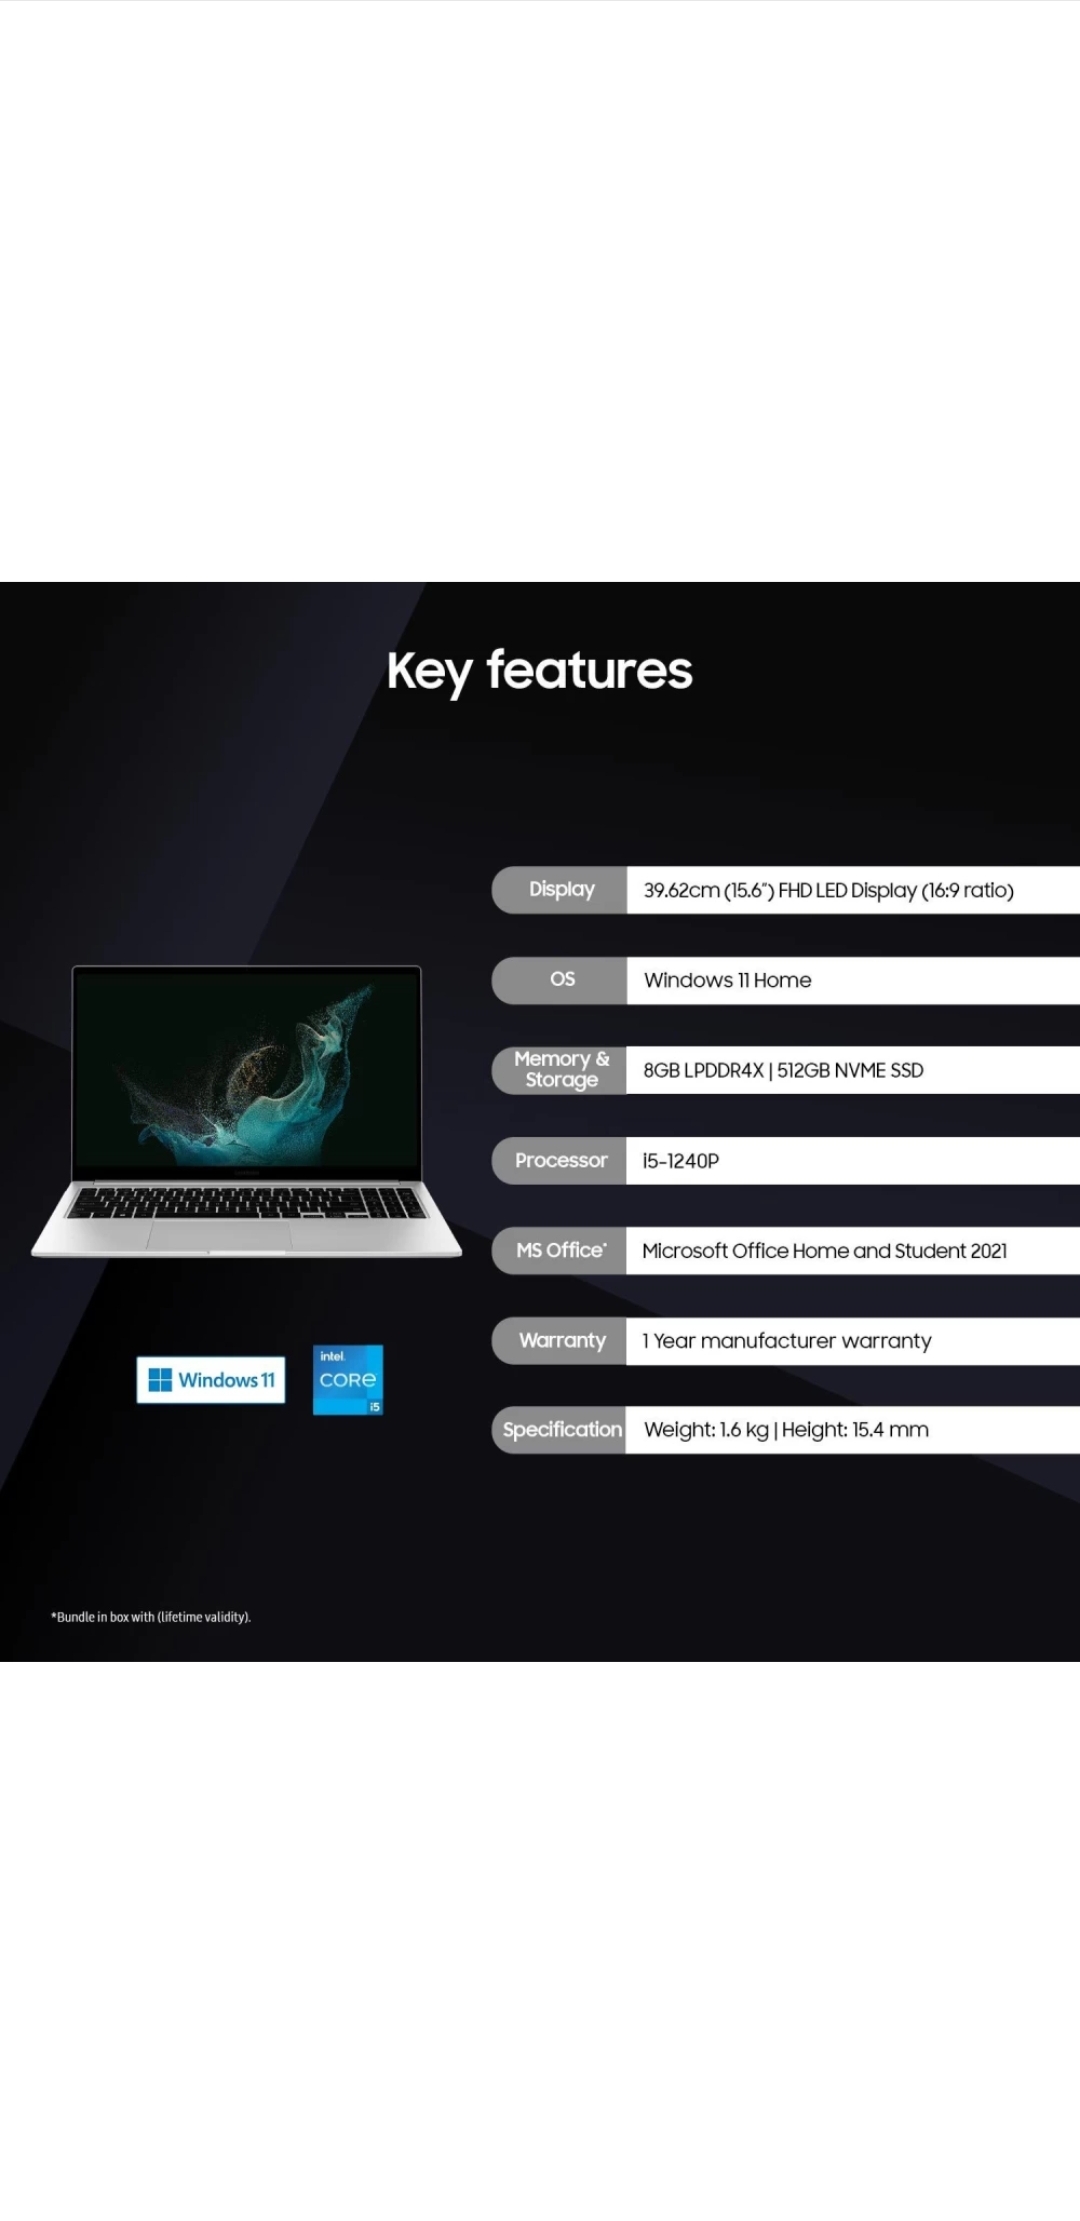 Key features
Display
39.62cm (15.6") FHD LED Display (16:9 ratio)
OS
Windows 11 Home
Memory &
Storage
8GB LPDDR4X | 512GB NVME SSD
Processor
i5-1240P
MS Office*
Microsoft Office Home and Student 2021
Warranty
1 Year manufacturer warranty
Specification
Weight: 1.6 kg | Height: 15.4 mm
Windows 11
intel.
CORe
i5
*Bundle in box with (lifetime validity).